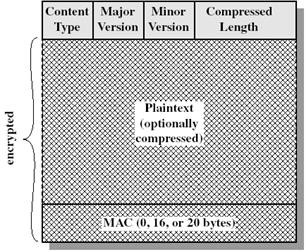 Content Type
Major Version
Minor Version
Compressed Length
encrypted
Plaintext
(optionally
compressed)
MAC (0, 16, or 20 bytes)